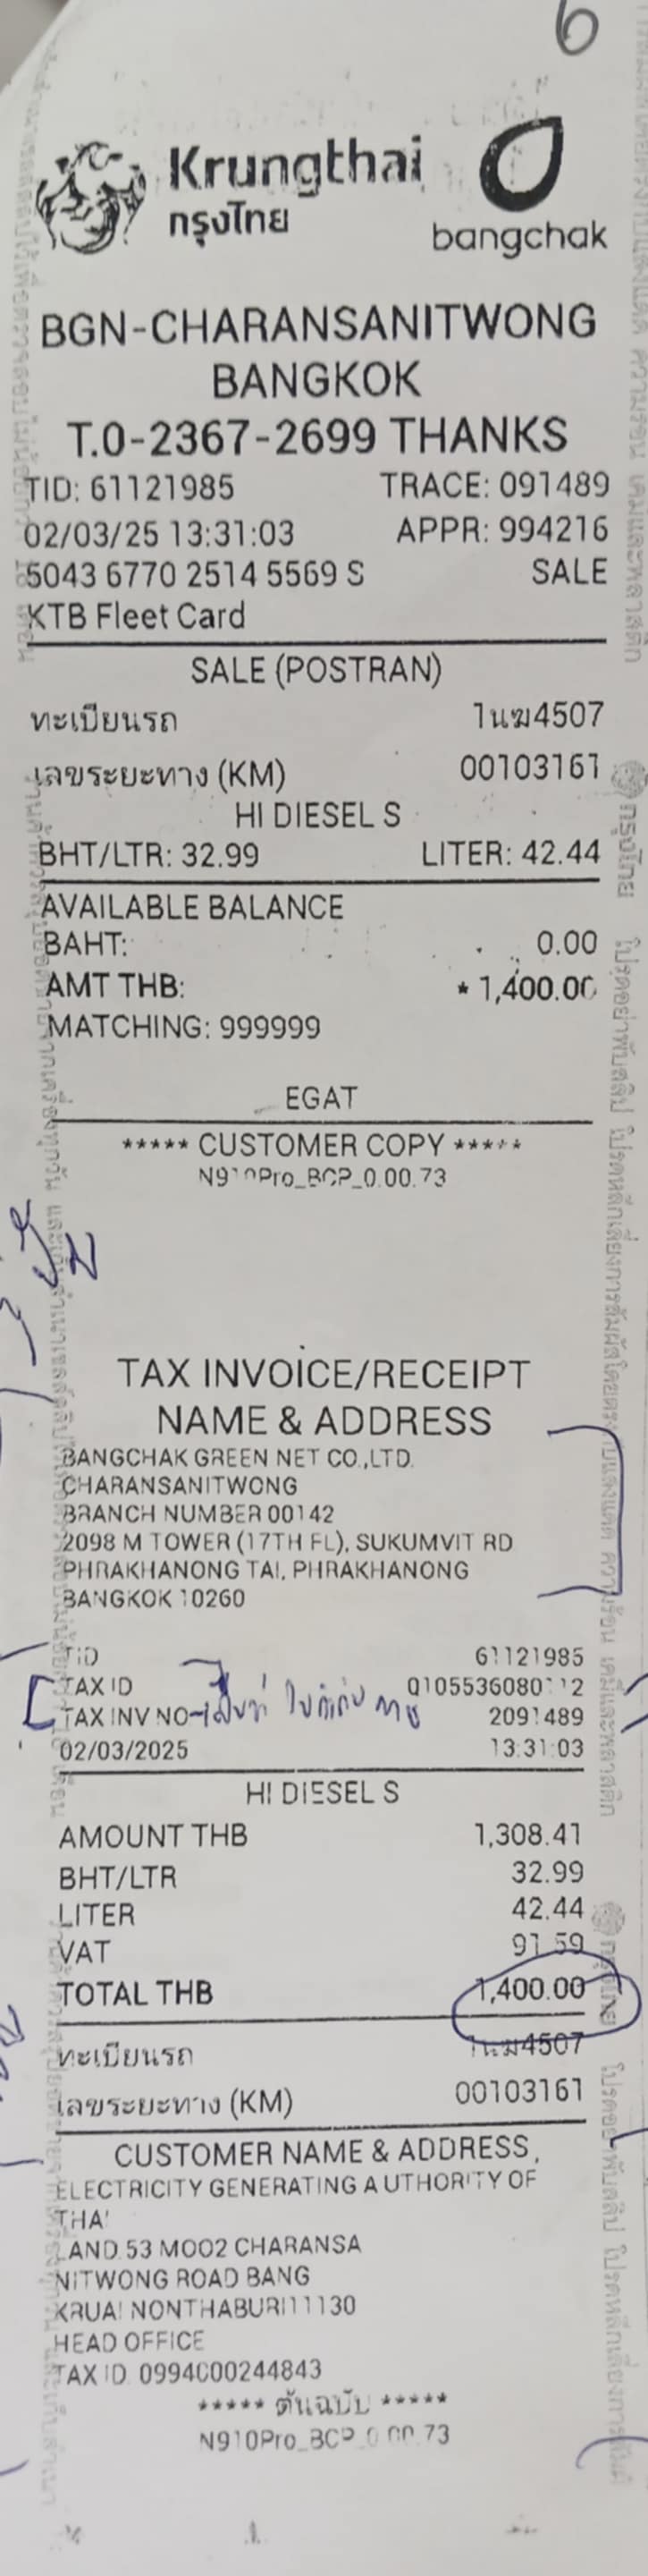 6
Krungthai
กรุงไทย
bangchak
BGN-CHARANSANITWONG
BANGKOK
T.0-2367-2699 THANKS
TID: 61121985 TRACE: 091489
02/03/25 13:31:03 APPR: 994216
5043 6770 2514 5569 S SALE
KTB Fleet Card
SALE (POSTRAN)
ทะเบียนรถ 1นฆ4507
เลขระยะทาง (KM) 00103161
HI DIESEL S
BHT/LTR: 32.99 LITER: 42.44
AVAILABLE BALANCE
BAHT: 0.00
AMT THB: * 1,400.00
MATCHING: 999999
EGAT
***** CUSTOMER COPY *****
N910Pro_BCP_0.00.73
TAX INVOICE/RECEIPT
NAME & ADDRESS
BANGCHAK GREEN NET CO.,LTD.
CHARANSANITWONG
BRANCH NUMBER 00142
2098 M TOWER (17TH FL), SUKUMVIT RD
PHRAKHANONG TAI, PHRAKHANONG
BANGKOK 10260
TID 61121985
TAX ID 0105536080112
TAX INV NO 2091489
02/03/2025 13:31:03
HI DIESEL S
AMOUNT THB 1,308.41
BHT/LTR 32.99
LITER 42.44
VAT 91.59
TOTAL THB 1,400.00
ทะเบียนรถ 1นฆ4507
เลขระยะทาง (KM) 00103161
CUSTOMER NAME & ADDRESS
ELECTRICITY GENERATING AUTHORITY OF
THAI
LAND 53 MOO2 CHARANSA
NITWONG ROAD BANG
KRUAI NONTHABURI11130
HEAD OFFICE
TAX ID 0994000244843
***** ต้นฉบับ *****
N910Pro_BCP_0.00.73